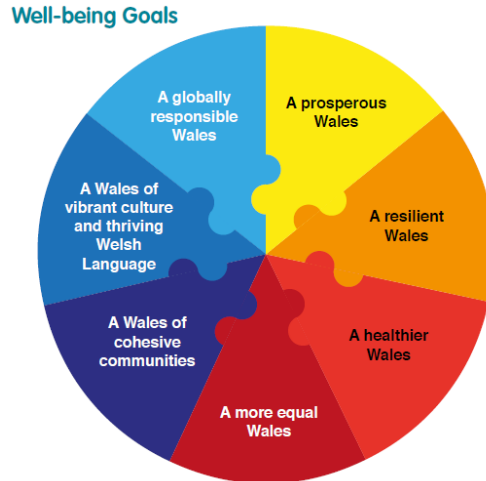 Well-being Goals
A prosperous
Wales
A resilient
Wales
A healthier
Wales
A more equal
Wales
A Wales of
cohesive
communities
A Wales of
vibrant culture
and thriving
Welsh
Language
A globally
responsible
Wales